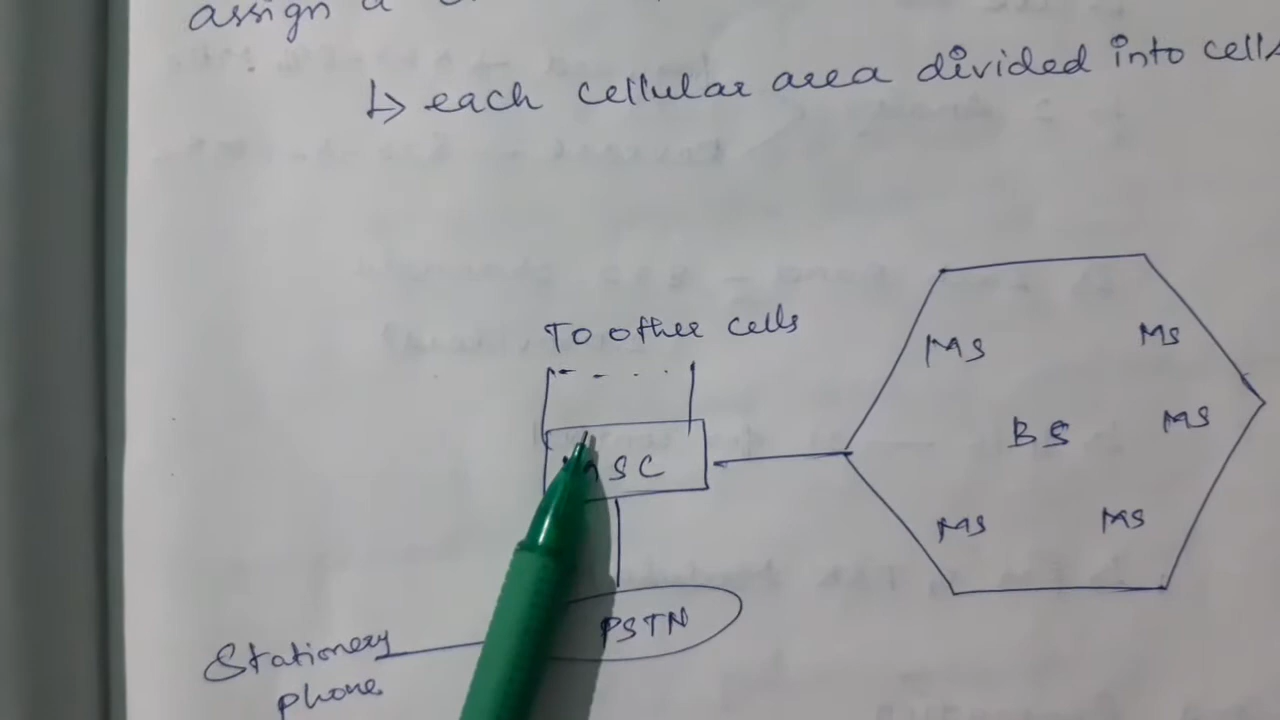 assign a
↳ each cellular area divided into cells
To other cells
MS MS
BS MS
SC
MS MS
PSTN
Stationery
phone